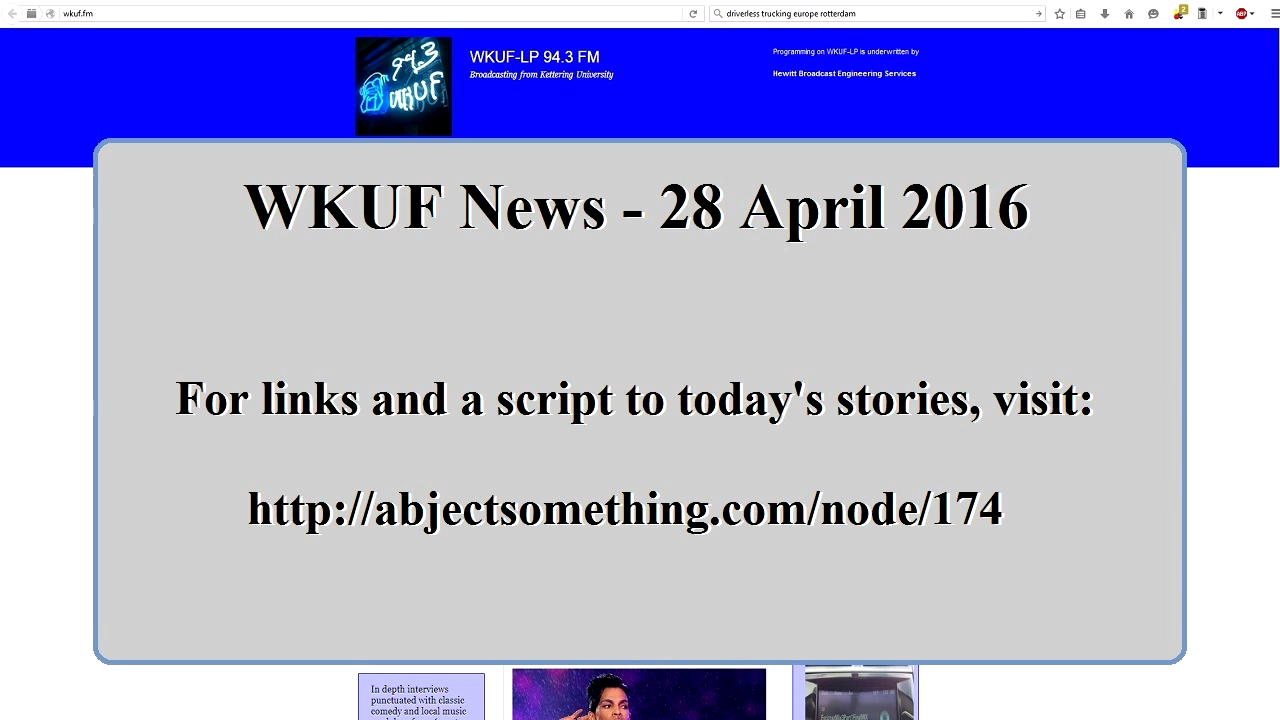 wkuf.fm
driverless trucking europe rotterdam
2
ABP
94.3
WKUF
WKUF-LP 94.3 FM
Broadcasting from Kettering University
Programming on WKUF-LP is underwritten by
Hewitt Broadcast Engineering Services
WKUF News - 28 April 2016
For links and a script to today's stories, visit:
http://abjectsomething.com/node/174
In depth interviews
punctuated with classic
comedy and local music